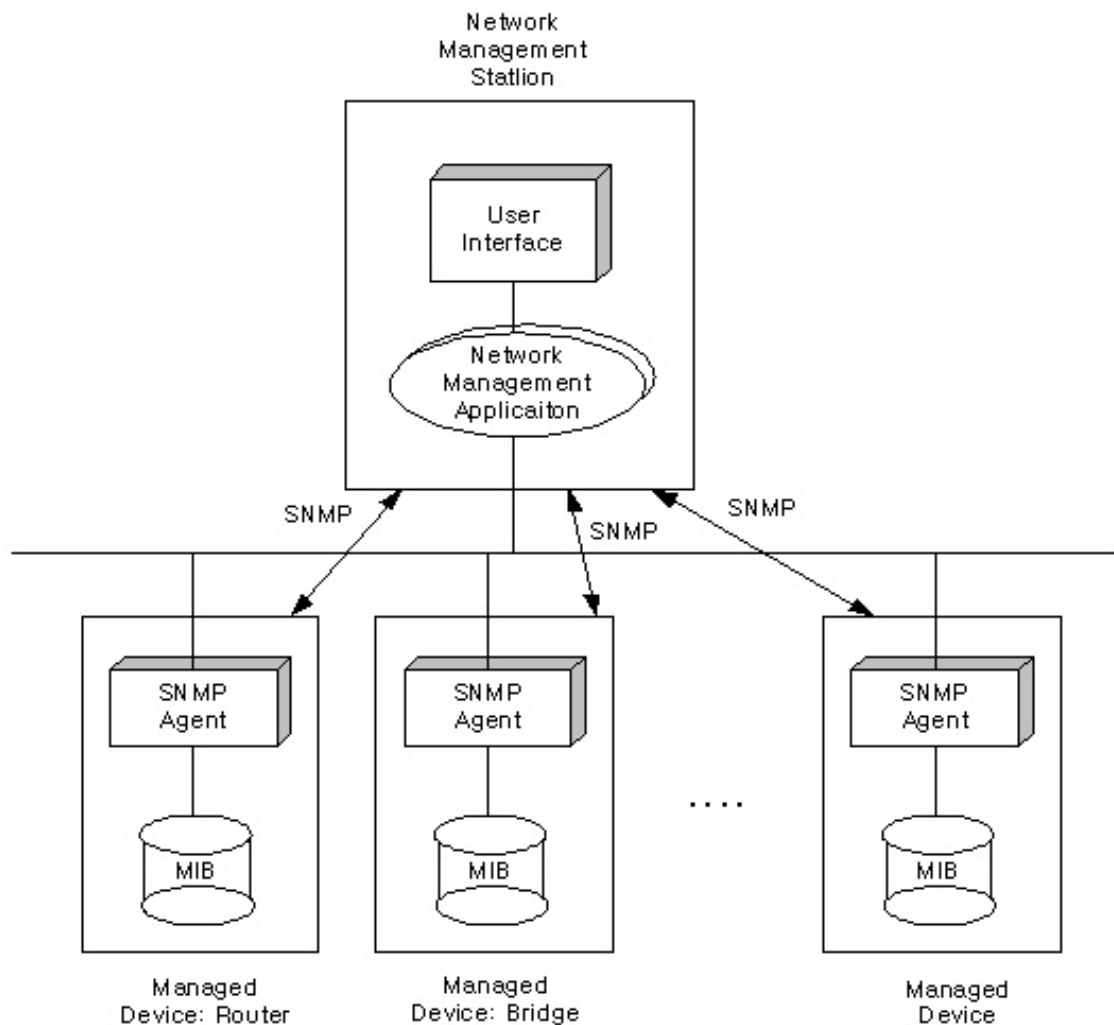 Network
Management
Statlion
User
Interface
Network
Management
Applicaiton
SNMP
SNMP
SNMP
SNMP
Agent
SNMP
Agent
SNMP
Agent
....
MIB
MIB
MIB
Managed
Device: Router
Managed
Device: Bridge
Managed
Device